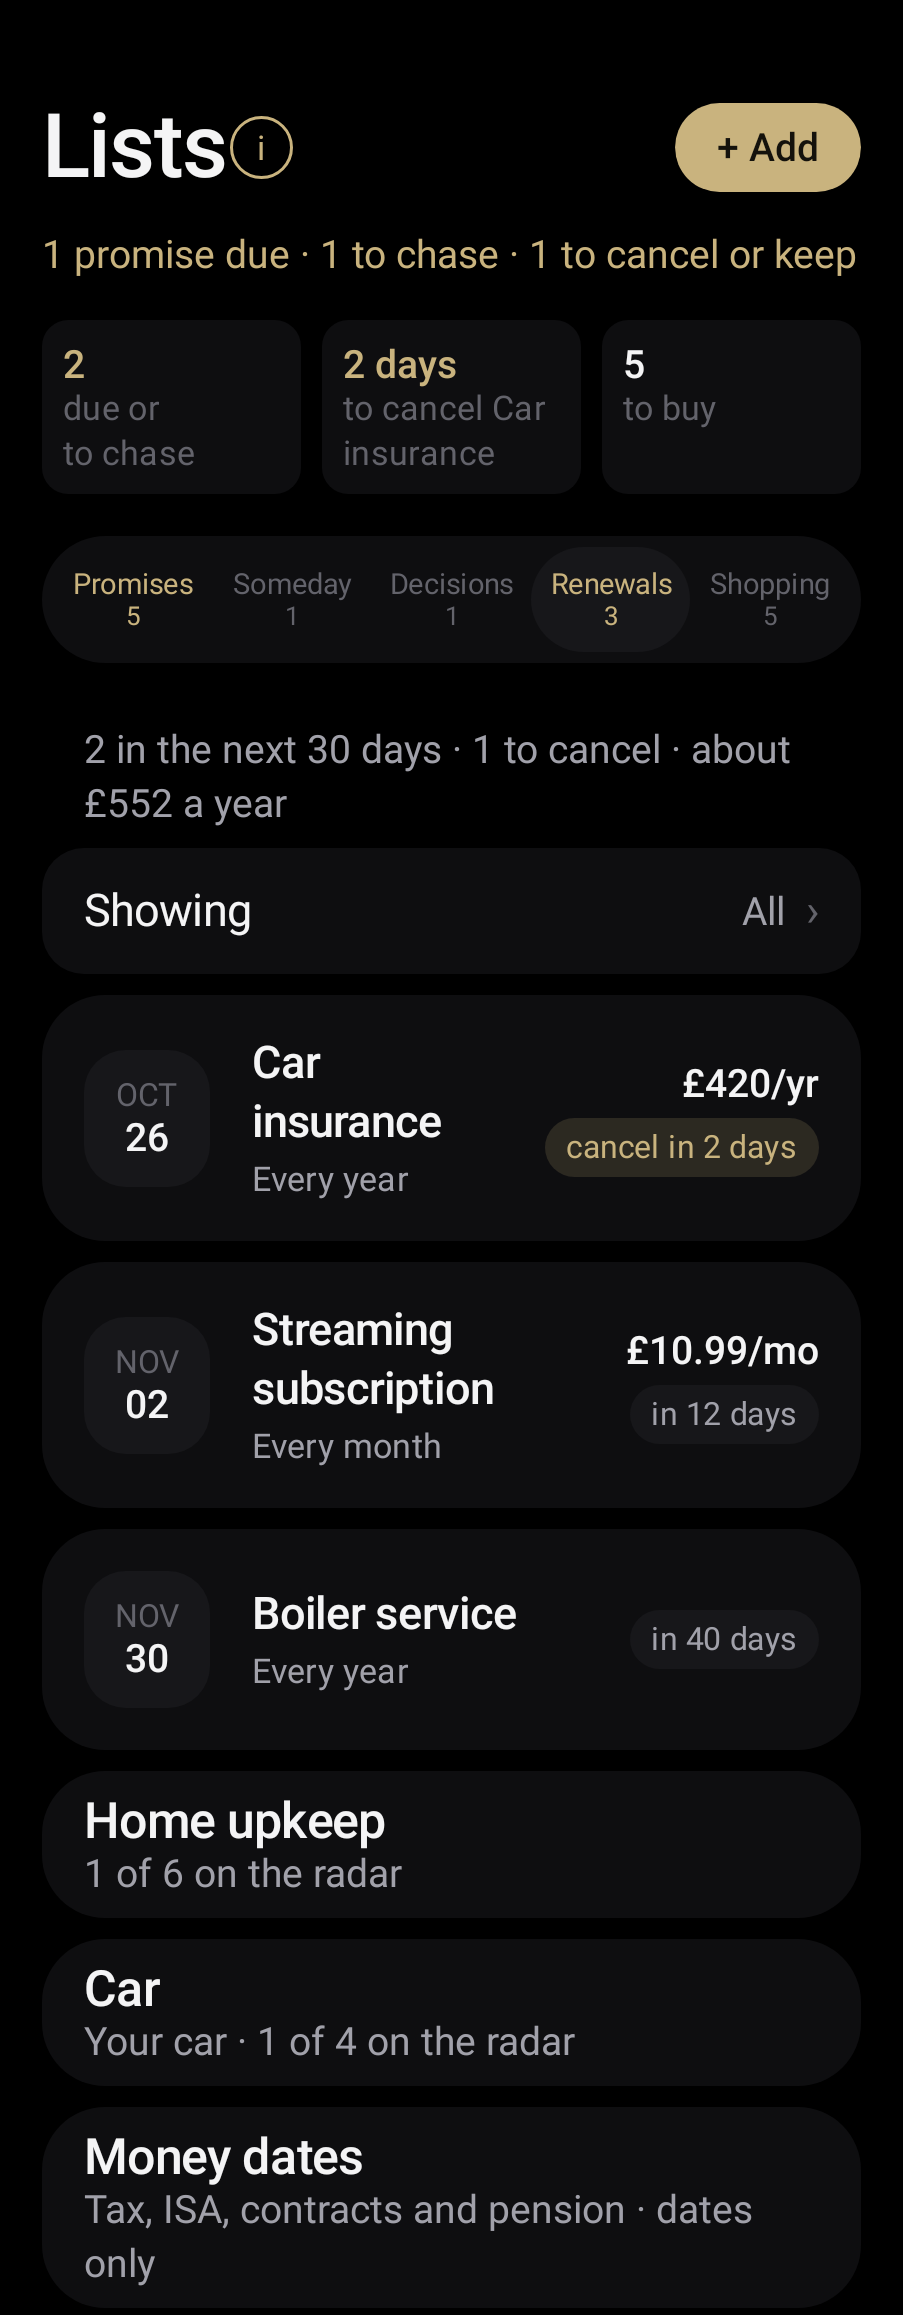 Lists i
+ Add
1 promise due · 1 to chase · 1 to cancel or keep
2
due or
to chase
2 days
to cancel Car
insurance
5
to buy
Promises
5
Someday
1
Decisions
1
Renewals
3
Shopping
5
2 in the next 30 days · 1 to cancel · about
£552 a year
Showing
All ›
OCT
26
Car
insurance
Every year
£420/yr
cancel in 2 days
NOV
02
Streaming
subscription
Every month
£10.99/mo
in 12 days
NOV
30
Boiler service
Every year
in 40 days
Home upkeep
1 of 6 on the radar
Car
Your car · 1 of 4 on the radar
Money dates
Tax, ISA, contracts and pension · dates
only